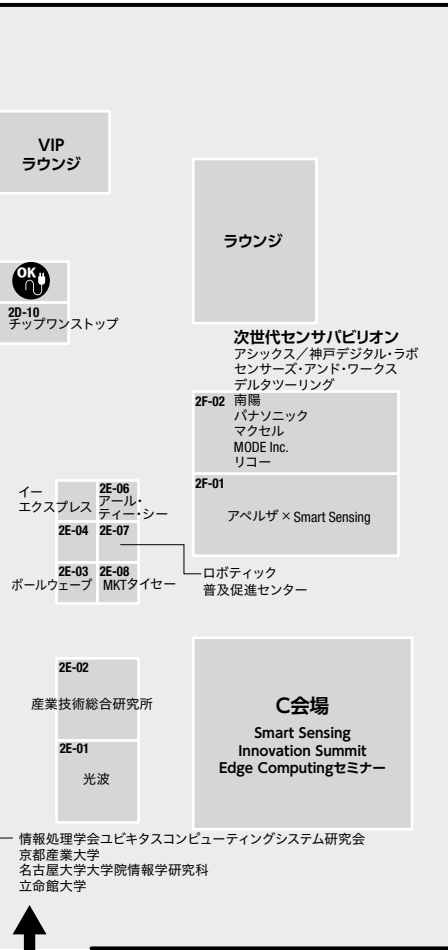 VIP
ラウンジ
ラウンジ
OK
2D-10
チップワンストップ
次世代センサパビリオン
アシックス／神戸デジタル・ラボ
センサーズ・アンド・ワークス
デルタツーリング
2F-02 南陽
パナソニック
マクセル
MODE Inc.
リコー
2F-01
アペルザ × Smart Sensing
イー
エクスプレス
2E-06
アール・
ティー・シー
2E-04 2E-07
ロボティック
普及促進センター
2E-03
ボールウェーブ
2E-08
MKTタイセー
2E-02
産業技術総合研究所
2E-01
光波
C会場
Smart Sensing
Innovation Summit
Edge Computingセミナー
情報処理学会ユビキタスコンピューティングシステム研究会
京都産業大学
名古屋大学大学院情報学研究科
立命館大学